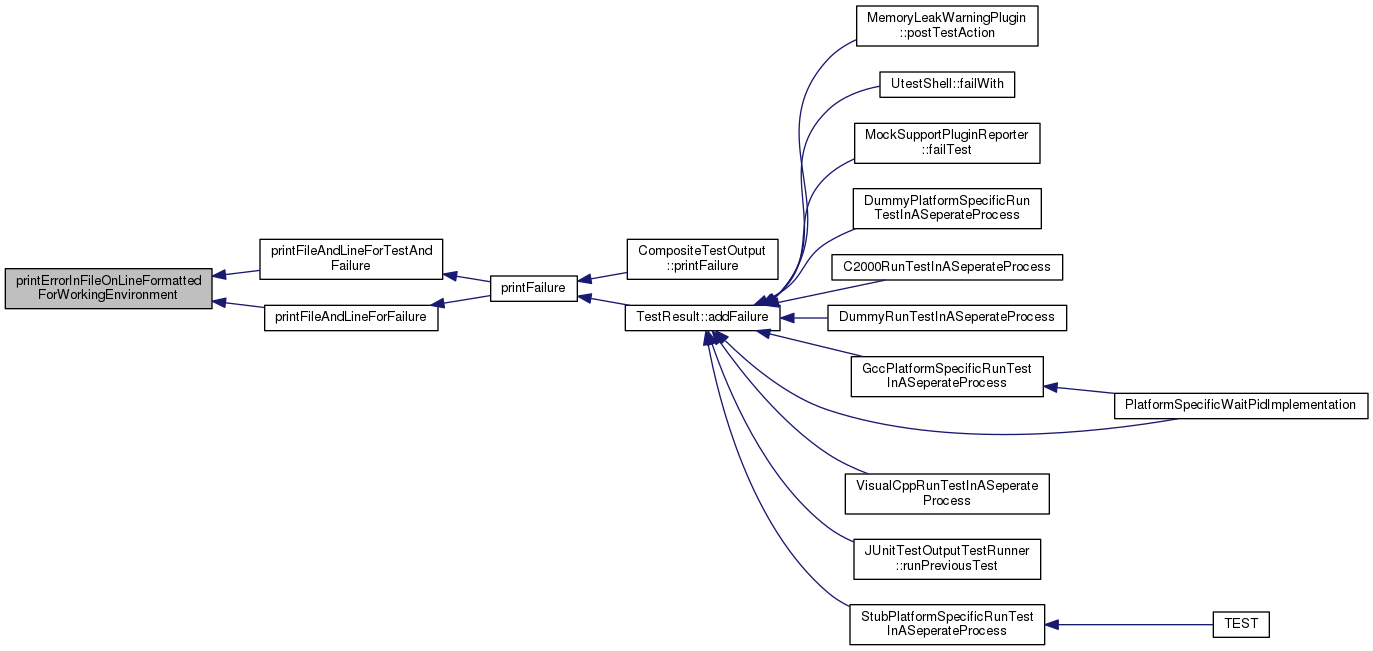 MemoryLeakWarningPlugin
::postTestAction
UtestShell::failWith
MockSupportPluginReporter
::failTest
DummyPlatformSpecificRun
TestInASeperateProcess
printFileAndLineForTestAnd
Failure
CompositeTestOutput
::printFailure
C2000RunTestInASeperateProcess
printErrorInFileOnLineFormatted
ForWorkingEnvironment
printFailure
printFileAndLineForFailure
TestResult::addFailure
DummyRunTestInASeperateProcess
GccPlatformSpecificRunTest
InASeperateProcess
PlatformSpecificWaitPidImplementation
VisualCppRunTestInASeperate
Process
JUnitTestOutputTestRunner
::runPreviousTest
StubPlatformSpecificRunTest
InASeperateProcess
TEST